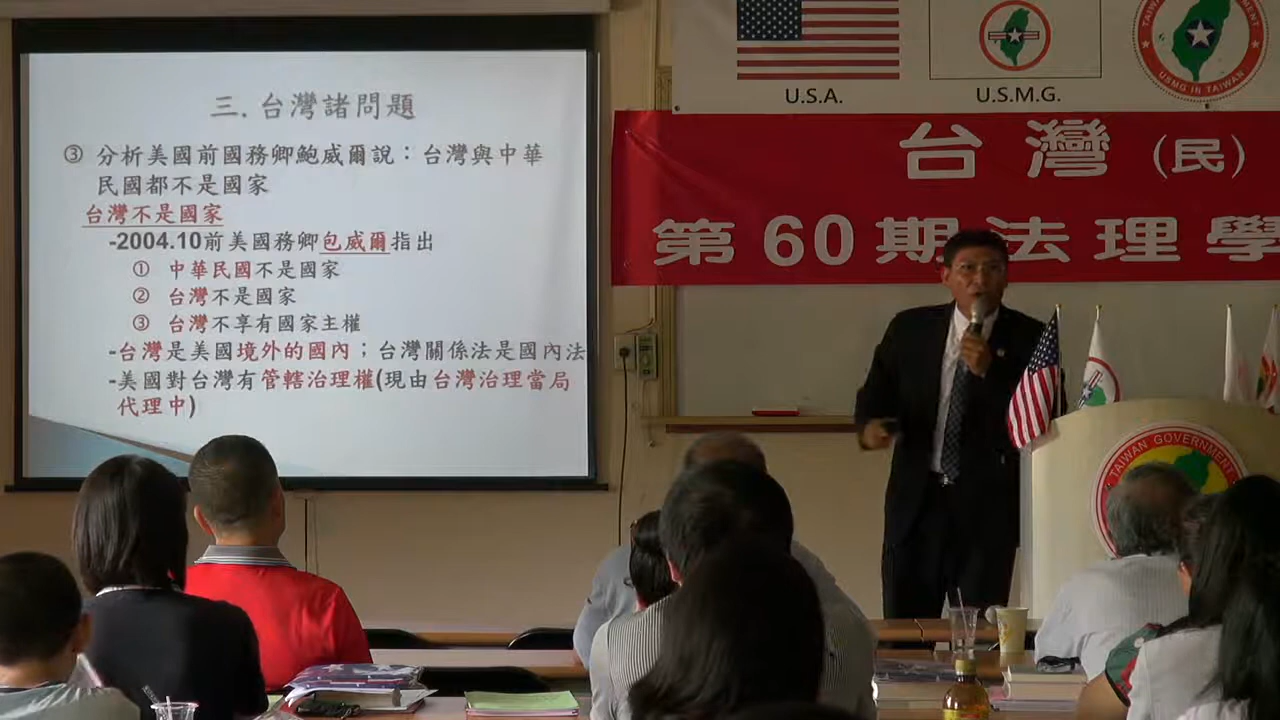 三. 台灣諸問題
③ 分析美國前國務卿鮑威爾說：台灣與中華
民國都不是國家
台灣不是國家
-2004.10前美國務卿包威爾指出
① 中華民國不是國家
② 台灣不是國家
③ 台灣不享有國家主權
-台灣是美國境外的國內；台灣關係法是國內法
-美國對台灣有管轄治理權(現由台灣治理當局
代理中)
U.S.A.
U.S.M.G.
USMG IN TAIWAN
台灣(民)
第60期法理學
TAIWAN GOVERNMENT